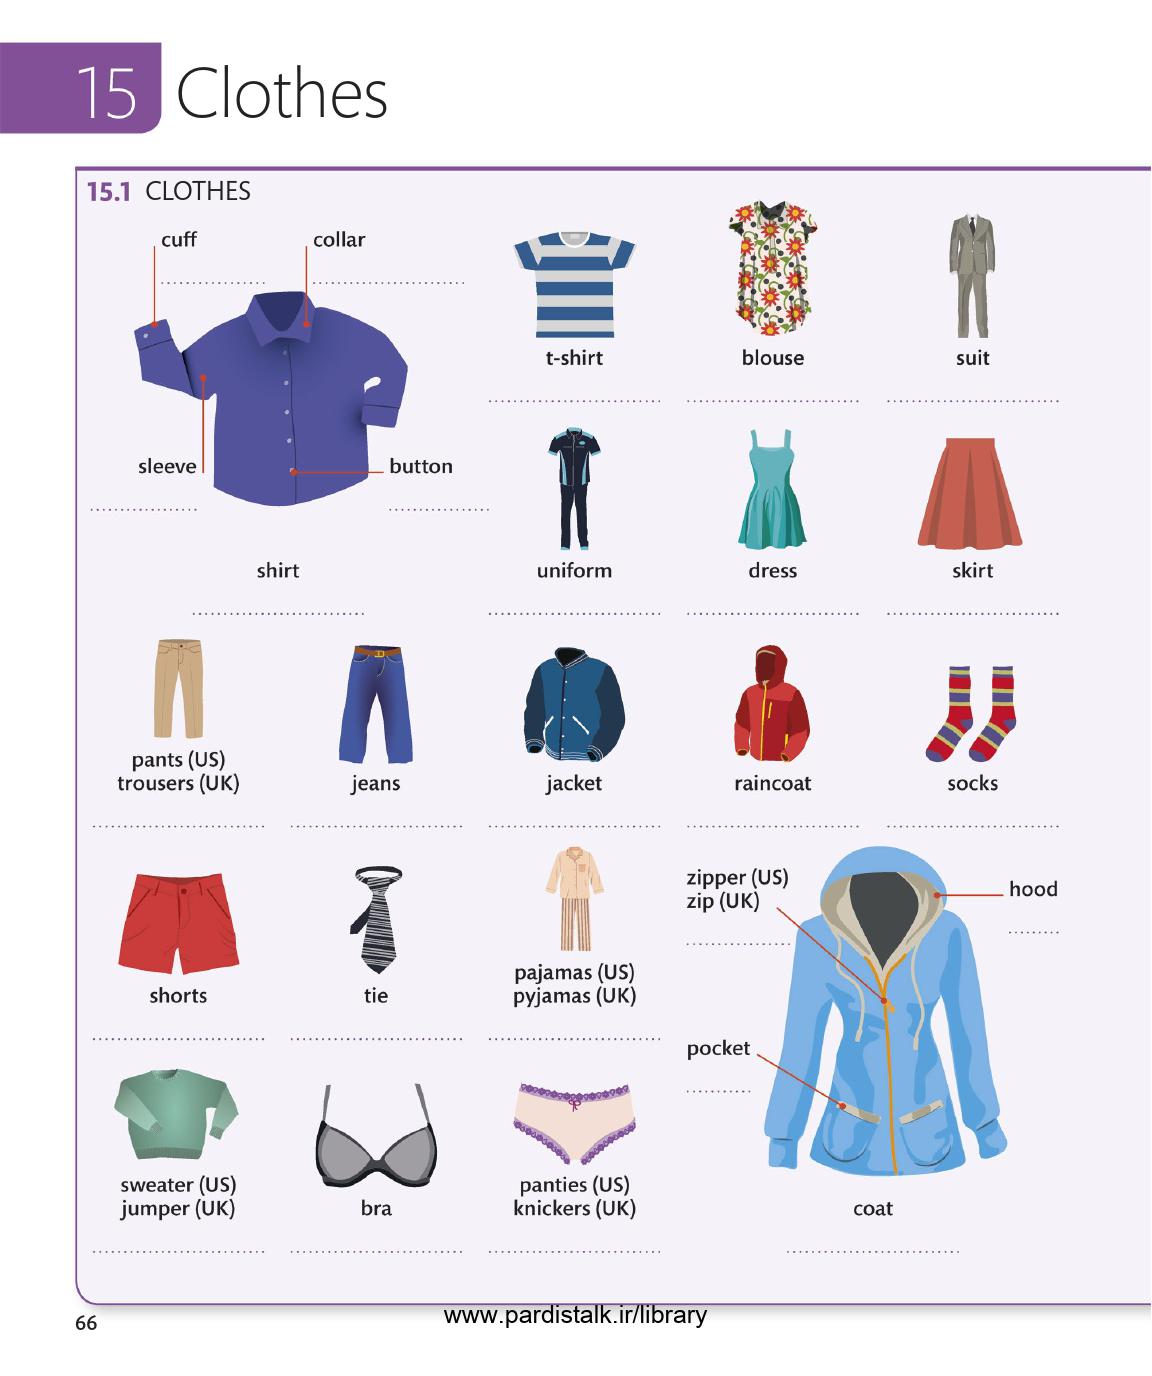 15 Clothes
15.1 CLOTHES
cuff
collar
sleeve
button
shirt
t-shirt
blouse
suit
uniform
dress
skirt
pants (US)
trousers (UK)
jeans
jacket
raincoat
socks
shorts
tie
pajamas (US)
pyjamas (UK)
zipper (US)
zip (UK)
hood
pocket
coat
sweater (US)
jumper (UK)
bra
panties (US)
knickers (UK)
66
www.pardistalk.ir/library